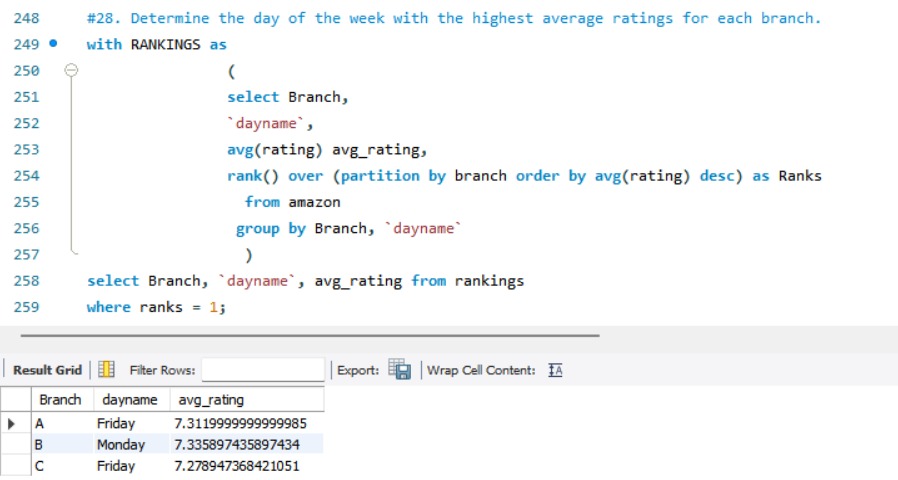 248 #28. Determine the day of the week with the highest average ratings for each branch.
249 with RANKINGS as
250 (
251 select Branch,
252 `dayname`,
253 avg(rating) avg_rating,
254 rank() over (partition by branch order by avg(rating) desc) as Ranks
255 from amazon
256 group by Branch, `dayname`
257 )
258 select Branch, `dayname`, avg_rating from rankings
259 where ranks = 1;
Result Grid Filter Rows: Export: Wrap Cell Content: IA
Branch dayname avg_rating
A Friday 7.3119999999999985
B Monday 7.335897435897434
C Friday 7.278947368421051